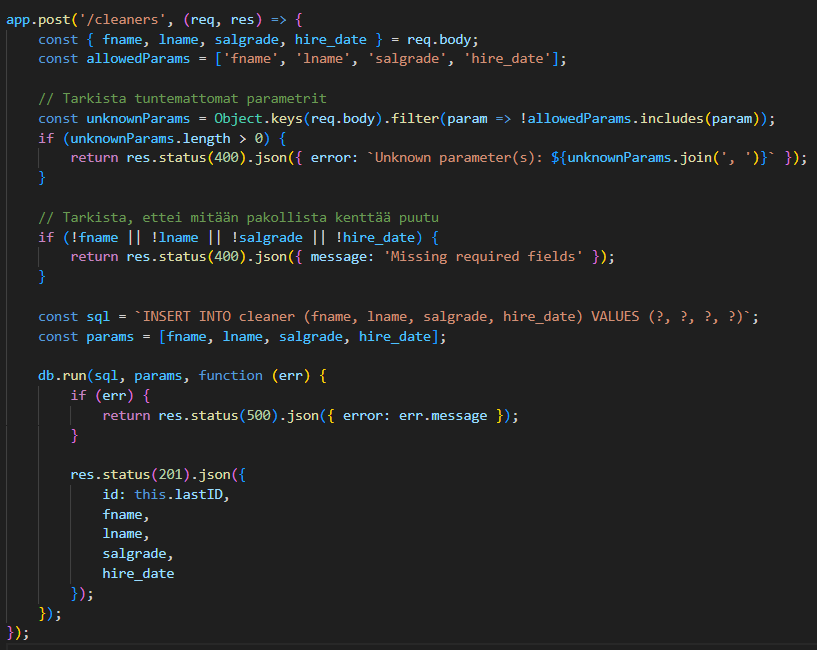 app.post('/cleaners', (req, res) => {
    const { fname, lname, salgrade, hire_date } = req.body;
    const allowedParams = ['fname', 'lname', 'salgrade', 'hire_date'];

    // Tarkista tuntemattomat parametrit
    const unknownParams = Object.keys(req.body).filter(param => !allowedParams.includes(param));
    if (unknownParams.length > 0) {
        return res.status(400).json({ error: `Unknown parameter(s): ${unknownParams.join(', ')}` });
    }

    // Tarkista, ettei mitään pakollista kenttää puutu
    if (!fname || !lname || !salgrade || !hire_date) {
        return res.status(400).json({ message: 'Missing required fields' });
    }

    const sql = `INSERT INTO cleaner (fname, lname, salgrade, hire_date) VALUES (?, ?, ?, ?)`;
    const params = [fname, lname, salgrade, hire_date];

    db.run(sql, params, function (err) {
        if (err) {
            return res.status(500).json({ error: err.message });
        }

        res.status(201).json({
            id: this.lastID,
            fname,
            lname,
            salgrade,
            hire_date
        });
    });
});